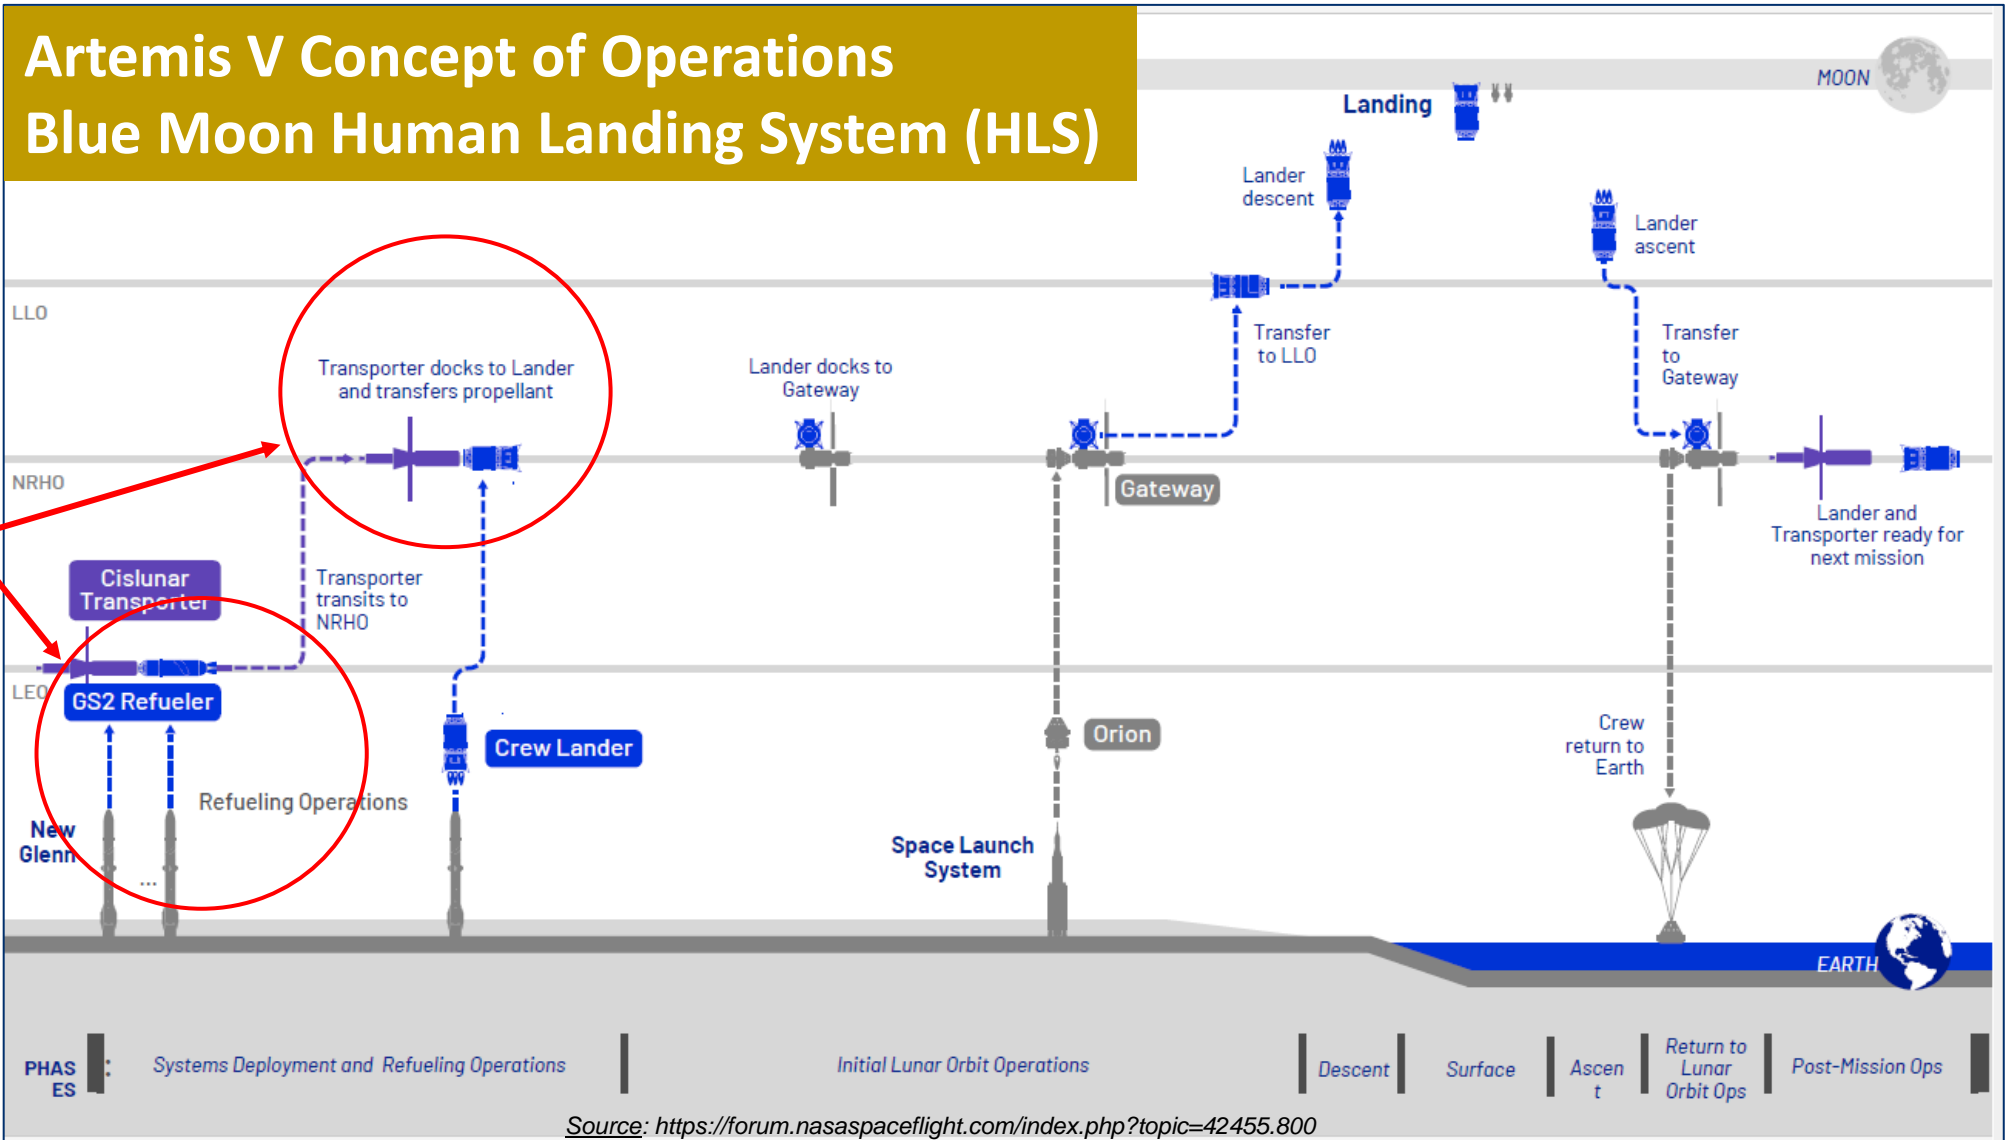 Artemis V Concept of Operations
Blue Moon Human Landing System (HLS)
MOON
Landing
Lander
descent
Lander
ascent
LLO
Transfer
to LLO
Transfer
to
Gateway
Transporter docks to Lander
and transfers propellant
Lander docks to
Gateway
NRHO
Gateway
Lander and
Transporter ready for
next mission
Cislunar
Transporter
Transporter
transits to
NRHO
LEO
GS2 Refueler
Crew Lander
Orion
Crew
return to
Earth
Refueling Operations
New
Glenn
...
Space Launch
System
EARTH
PHAS
ES
:
Systems Deployment and Refueling Operations
Initial Lunar Orbit Operations
Descent
Surface
Ascen
t
Return to
Lunar
Orbit Ops
Post-Mission Ops
Source: https://forum.nasaspaceflight.com/index.php?topic=42455.800